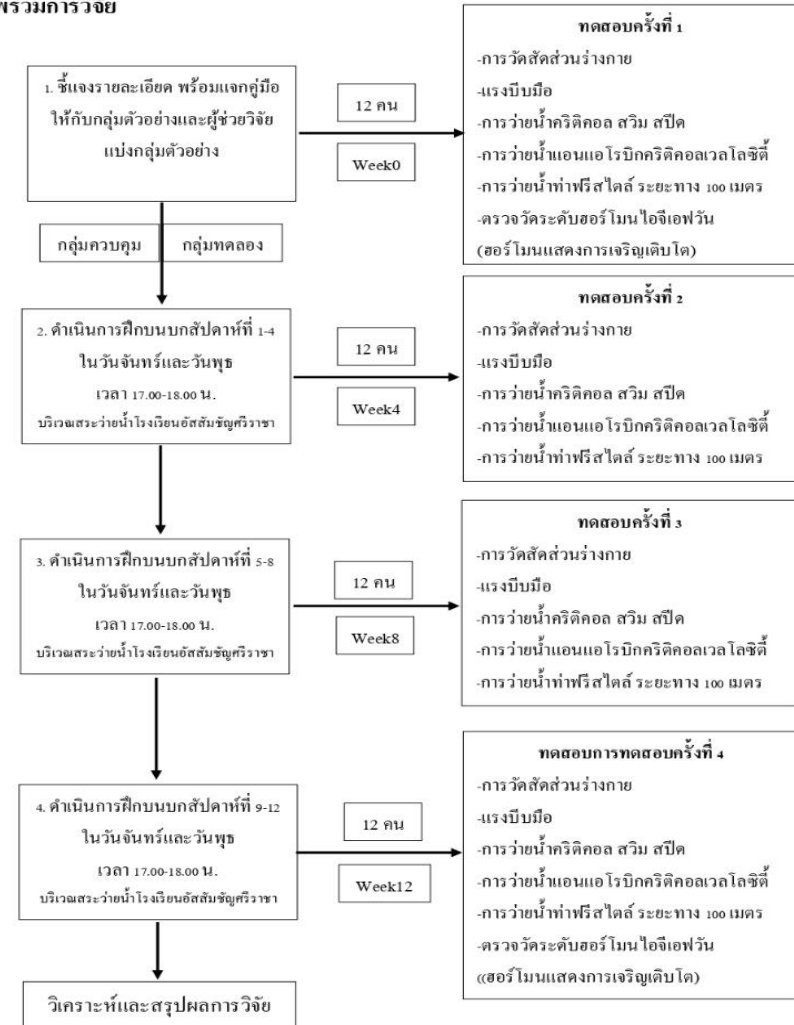 พรวมการวิจัย
1. ชี้แจงรายละเอียด พร้อมแจกคู่มือ
ให้กับกลุ่มตัวอย่างและผู้ช่วยวิจัย
แบ่งกลุ่มตัวอย่าง
12 คน
Week0
ทดสอบครั้งที่ 1
-การวัดสัดส่วนร่างกาย
-แรงบีบมือ
-การว่ายน้ำคริติคอล สวิม สปีด
-การว่ายน้ำแอนแอโรบิกคริติคอลเวลโลซิตี้
-การว่ายน้ำท่าฟรีสไตล์ ระยะทาง 100 เมตร
-ตรวจวัดระดับฮอร์โมนไอจีเอฟวัน
(ฮอร์โมนแสดงการเจริญเติบโต)
กลุ่มควบคุม
กลุ่มทดลอง
2. ดำเนินการฝึกบนบกสัปดาห์ที่ 1-4
ในวันจันทร์และวันพุธ
เวลา 17.00-18.00 น.
บริเวณสระว่ายน้ำโรงเรียนอัสสัมชัญศรีราชา
12 คน
Week4
ทดสอบครั้งที่ 2
-การวัดสัดส่วนร่างกาย
-แรงบีบมือ
-การว่ายน้ำคริติคอล สวิม สปีด
-การว่ายน้ำแอนแอโรบิกคริติคอลเวลโลซิตี้
-การว่ายน้ำท่าฟรีสไตล์ ระยะทาง 100 เมตร
3. ดำเนินการฝึกบนบกสัปดาห์ที่ 5-8
ในวันจันทร์และวันพุธ
เวลา 17.00-18.00 น.
บริเวณสระว่ายน้ำโรงเรียนอัสสัมชัญศรีราชา
12 คน
Week8
ทดสอบครั้งที่ 3
-การวัดสัดส่วนร่างกาย
-แรงบีบมือ
-การว่ายน้ำคริติคอล สวิม สปีด
-การว่ายน้ำแอนแอโรบิกคริติคอลเวลโลซิตี้
-การว่ายน้ำท่าฟรีสไตล์ ระยะทาง 100 เมตร
4. ดำเนินการฝึกบนบกสัปดาห์ที่ 9-12
ในวันจันทร์และวันพุธ
เวลา 17.00-18.00 น.
บริเวณสระว่ายน้ำโรงเรียนอัสสัมชัญศรีราชา
12 คน
Week12
ทดสอบการทดสอบครั้งที่ 4
-การวัดสัดส่วนร่างกาย
-แรงบีบมือ
-การว่ายน้ำคริติคอล สวิม สปีด
-การว่ายน้ำแอนแอโรบิกคริติคอลเวลโลซิตี้
-การว่ายน้ำท่าฟรีสไตล์ ระยะทาง 100 เมตร
-ตรวจวัดระดับฮอร์โมนไอจีเอฟวัน
((ฮอร์โมนแสดงการเจริญเติบโต)
วิเคราะห์และสรุปผลการวิจัย